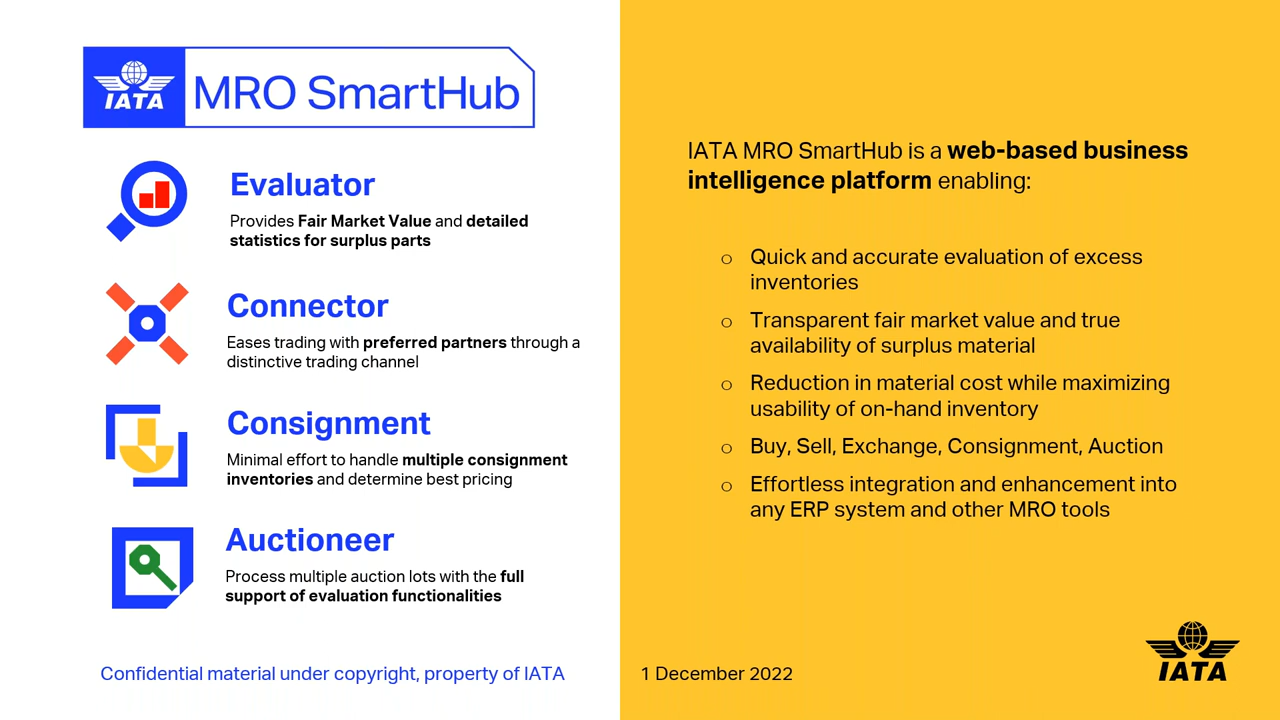 IATA
MRO SmartHub
Evaluator
Provides Fair Market Value and detailed
statistics for surplus parts
Connector
Eases trading with preferred partners through a
distinctive trading channel
Consignment
Minimal effort to handle multiple consignment
inventories and determine best pricing
Auctioneer
Process multiple auction lots with the full
support of evaluation functionalities
Confidential material under copyright, property of IATA
IATA MRO SmartHub is a web-based business
intelligence platform enabling:
Quick and accurate evaluation of excess
inventories
Transparent fair market value and true
availability of surplus material
Reduction in material cost while maximizing
usability of on-hand inventory
Buy, Sell, Exchange, Consignment, Auction
Effortless integration and enhancement into
any ERP system and other MRO tools
1 December 2022
IATA